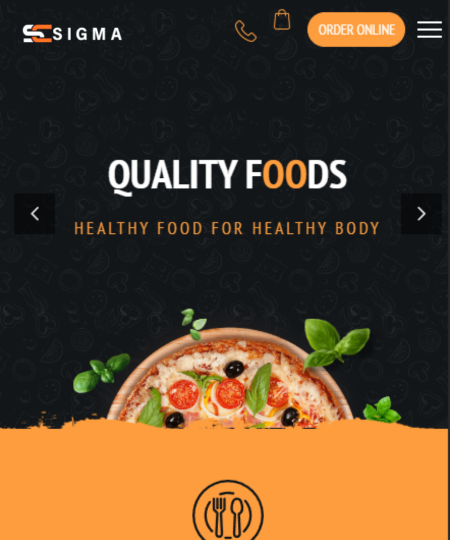 SIGMA
ORDER ONLINE
QUALITY FOODS
HEALTHY FOOD FOR HEALTHY BODY